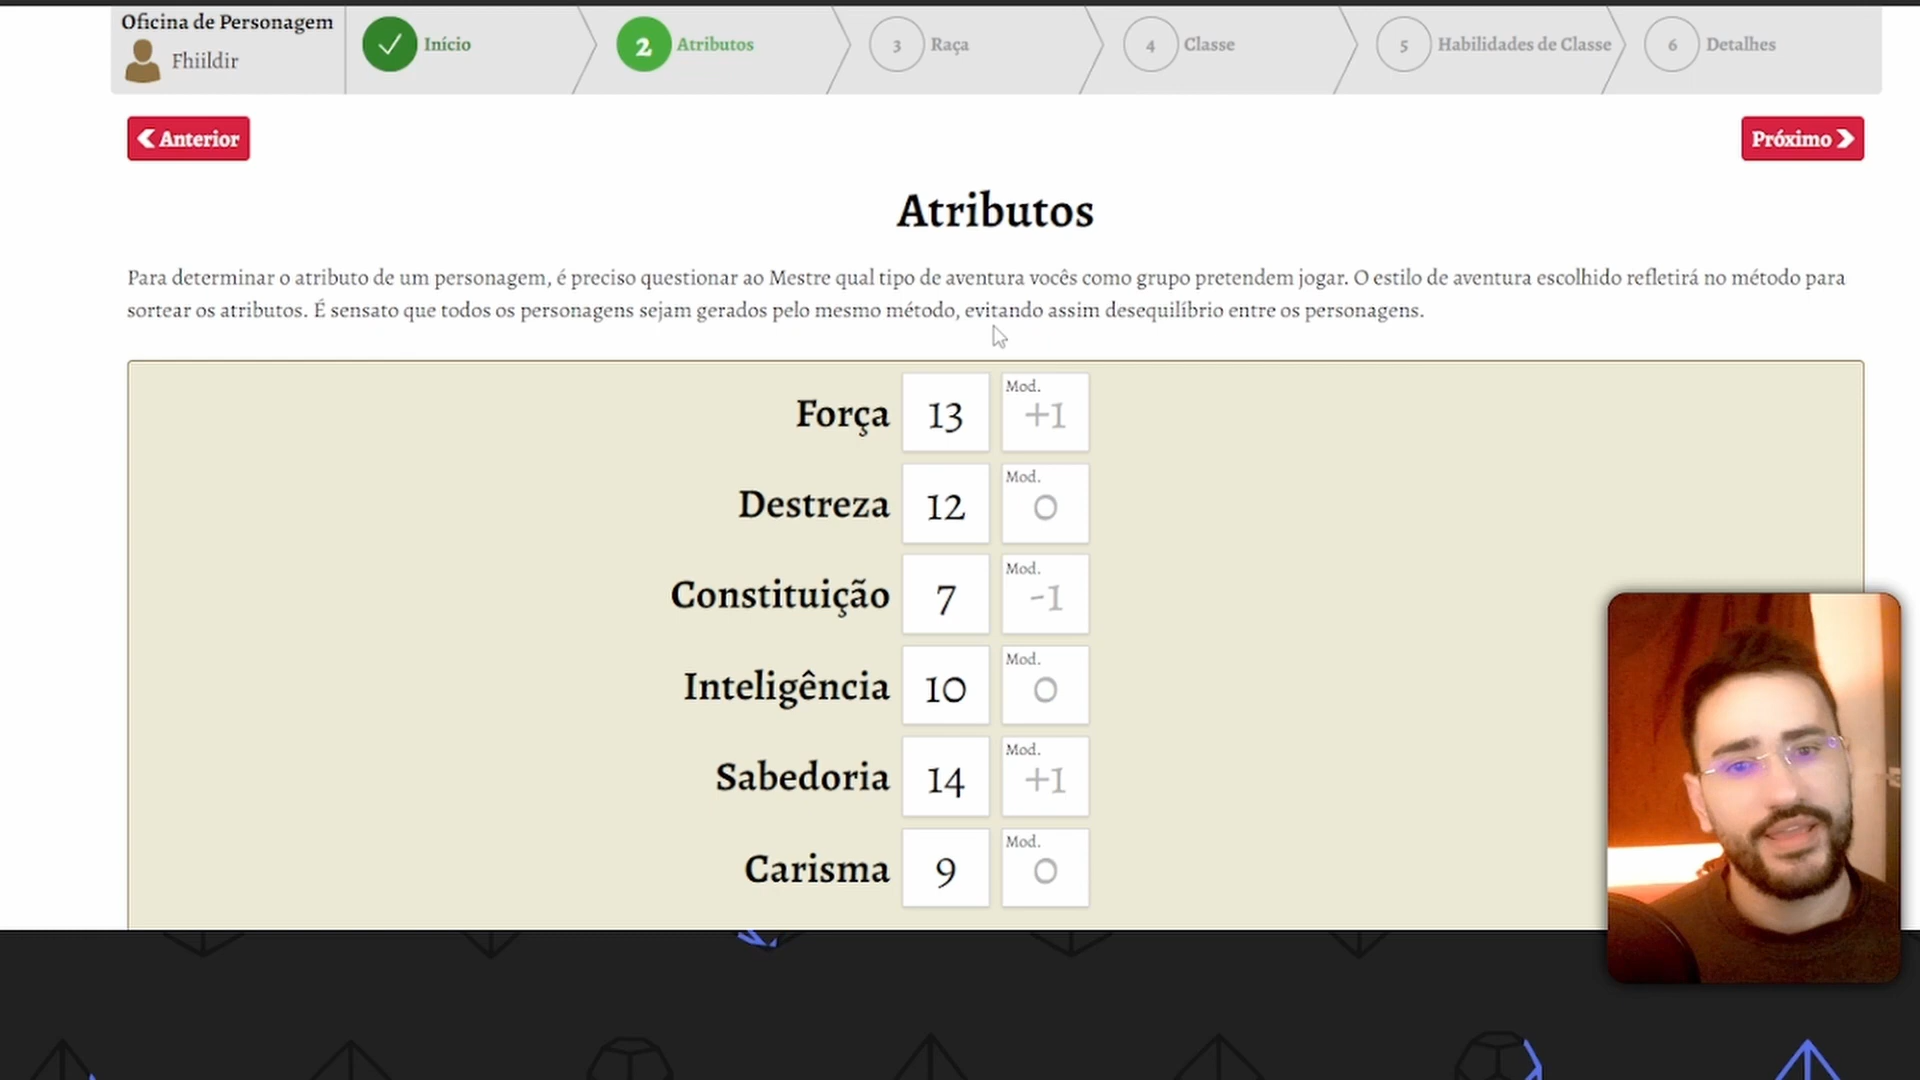 Oficina de Personagem
Fhiildir
Início
2 Atributos
3 Raça
4 Classe
5 Habilidades de Classe
6 Detalhes
Anterior
Próximo
Atributos
Para determinar o atributo de um personagem, é preciso questionar ao Mestre qual tipo de aventura vocês como grupo pretendem jogar. O estilo de aventura escolhido refletirá no método para
sortear os atributos. É sensato que todos os personagens sejam gerados pelo mesmo método, evitando assim desequilíbrio entre os personagens.
Força 13 Mod. +1
Destreza 12 Mod. 0
Constituição 7 Mod. -1
Inteligência 10 Mod. 0
Sabedoria 14 Mod. +1
Carisma 9 Mod. 0